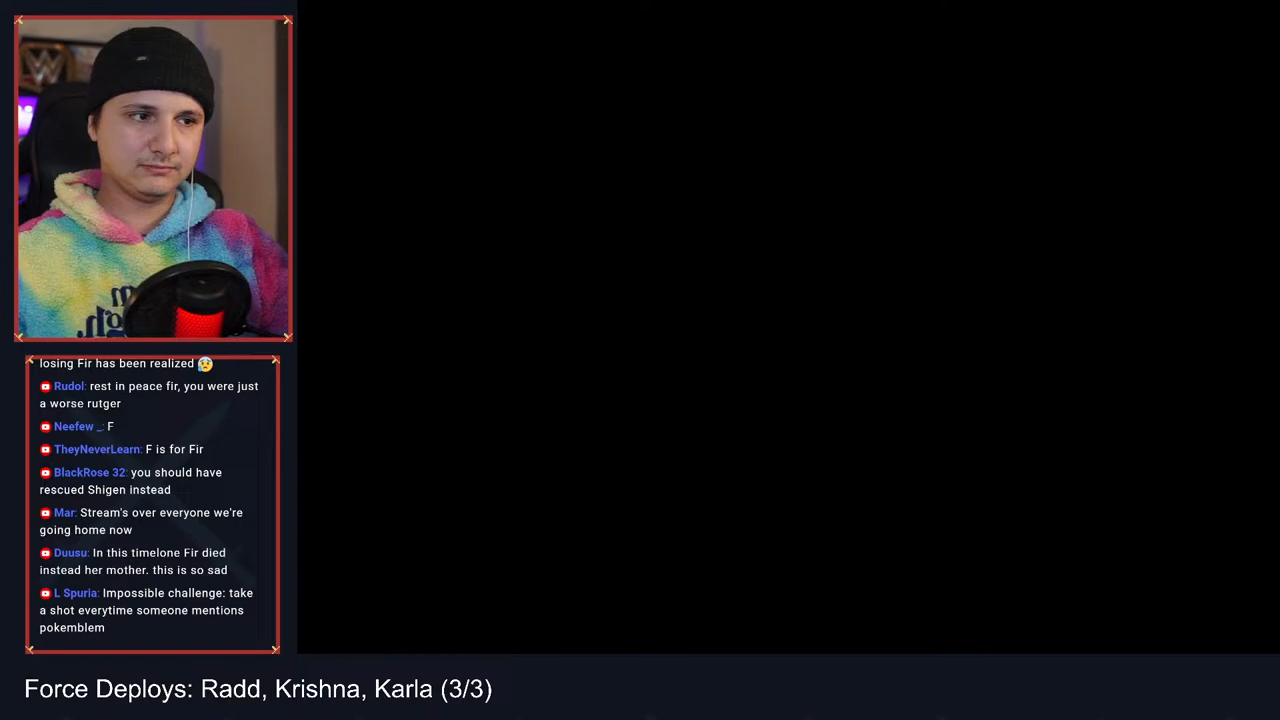 losing Fir has been realized 😰
Rudol: rest in peace fir, you were just
a worse rutger
Neefew _: F
TheyNeverLearn: F is for Fir
BlackRose 32: you should have
rescued Shigen instead
Mar: Stream's over everyone we're
going home now
Duusu: In this timelone Fir died
instead her mother. this is so sad
L Spuria: Impossible challenge: take
a shot everytime someone mentions
pokemblem
Force Deploys: Radd, Krishna, Karla (3/3)